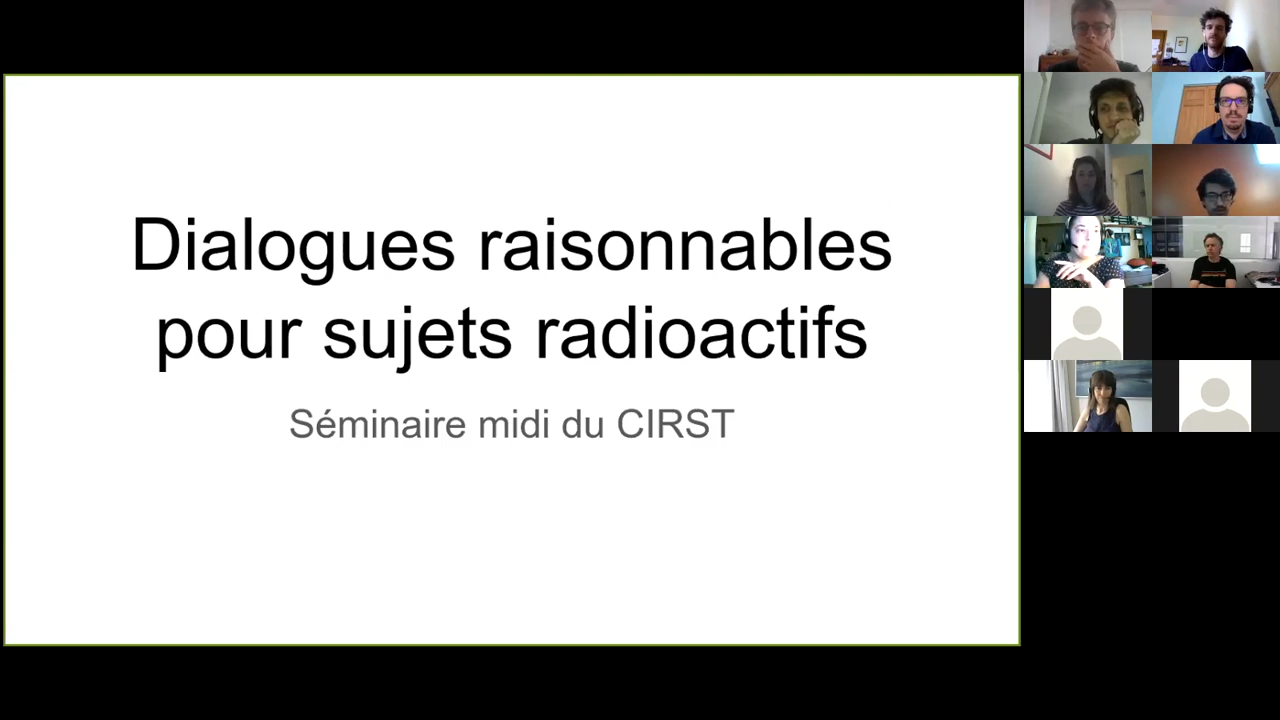 Dialogues raisonnables
pour sujets radioactifs
Séminaire midi du CIRST